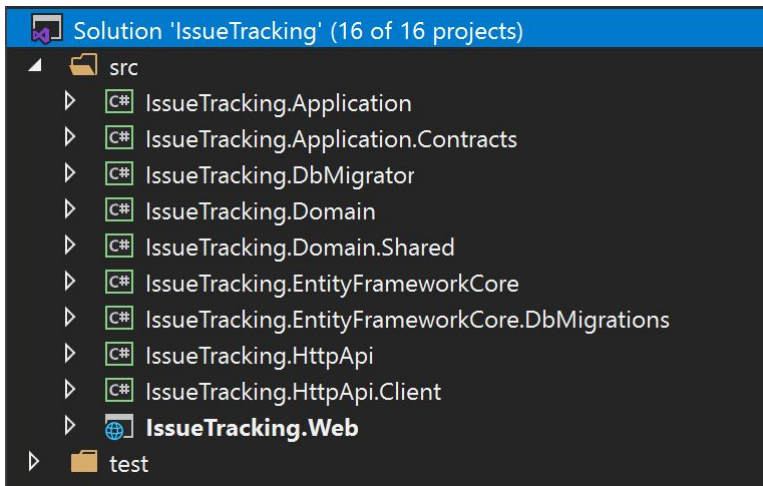 Solution 'IssueTracking' (16 of 16 projects)
src
C# IssueTracking.Application
C# IssueTracking.Application.Contracts
C# IssueTracking.DbMigrator
C# IssueTracking.Domain
C# IssueTracking.Domain.Shared
C# IssueTracking.EntityFrameworkCore
C# IssueTracking.EntityFrameworkCore.DbMigrations
C# IssueTracking.HttpApi
C# IssueTracking.HttpApi.Client
IssueTracking.Web
test